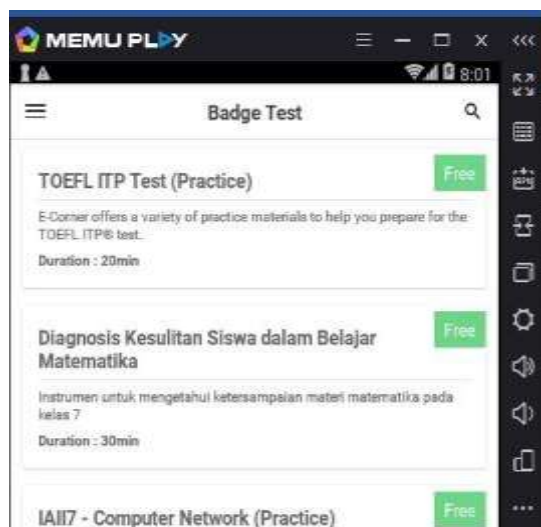 MEMU PLAY
8:01
Badge Test
TOEFL ITP Test (Practice)
Free
E-Corner offers a variety of practice materials to help you prepare for the
TOEFL ITP® test.
Duration : 20min
Diagnosis Kesulitan Siswa dalam Belajar
Matematika
Free
Instrumen untuk mengetahui ketersampaian materi matematika pada
kelas 7
Duration : 30min
IAII7 - Computer Network (Practice)
Free